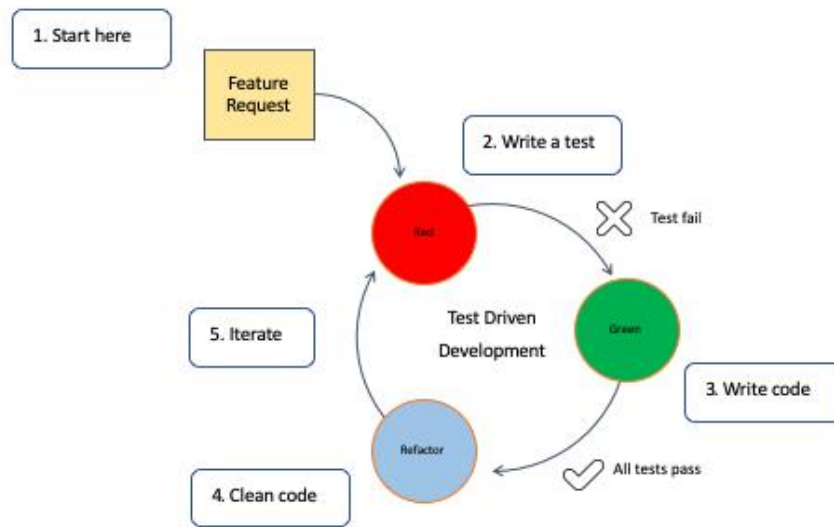 1. Start here
Feature
Request
2. Write a test
Red
Test fail
5. Iterate
Test Driven
Development
Green
3. Write code
Refactor
All tests pass
4. Clean code